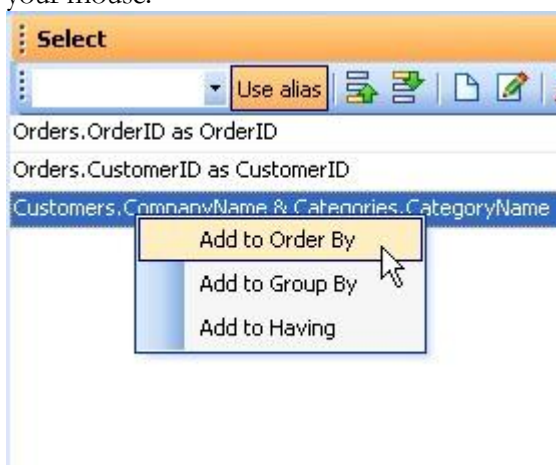 your mouse.
Select
Use alias
Orders.OrderID as OrderID
Orders.CustomerID as CustomerID
Customers.CompanyName & Categories.CategoryName
Add to Order By
Add to Group By
Add to Having